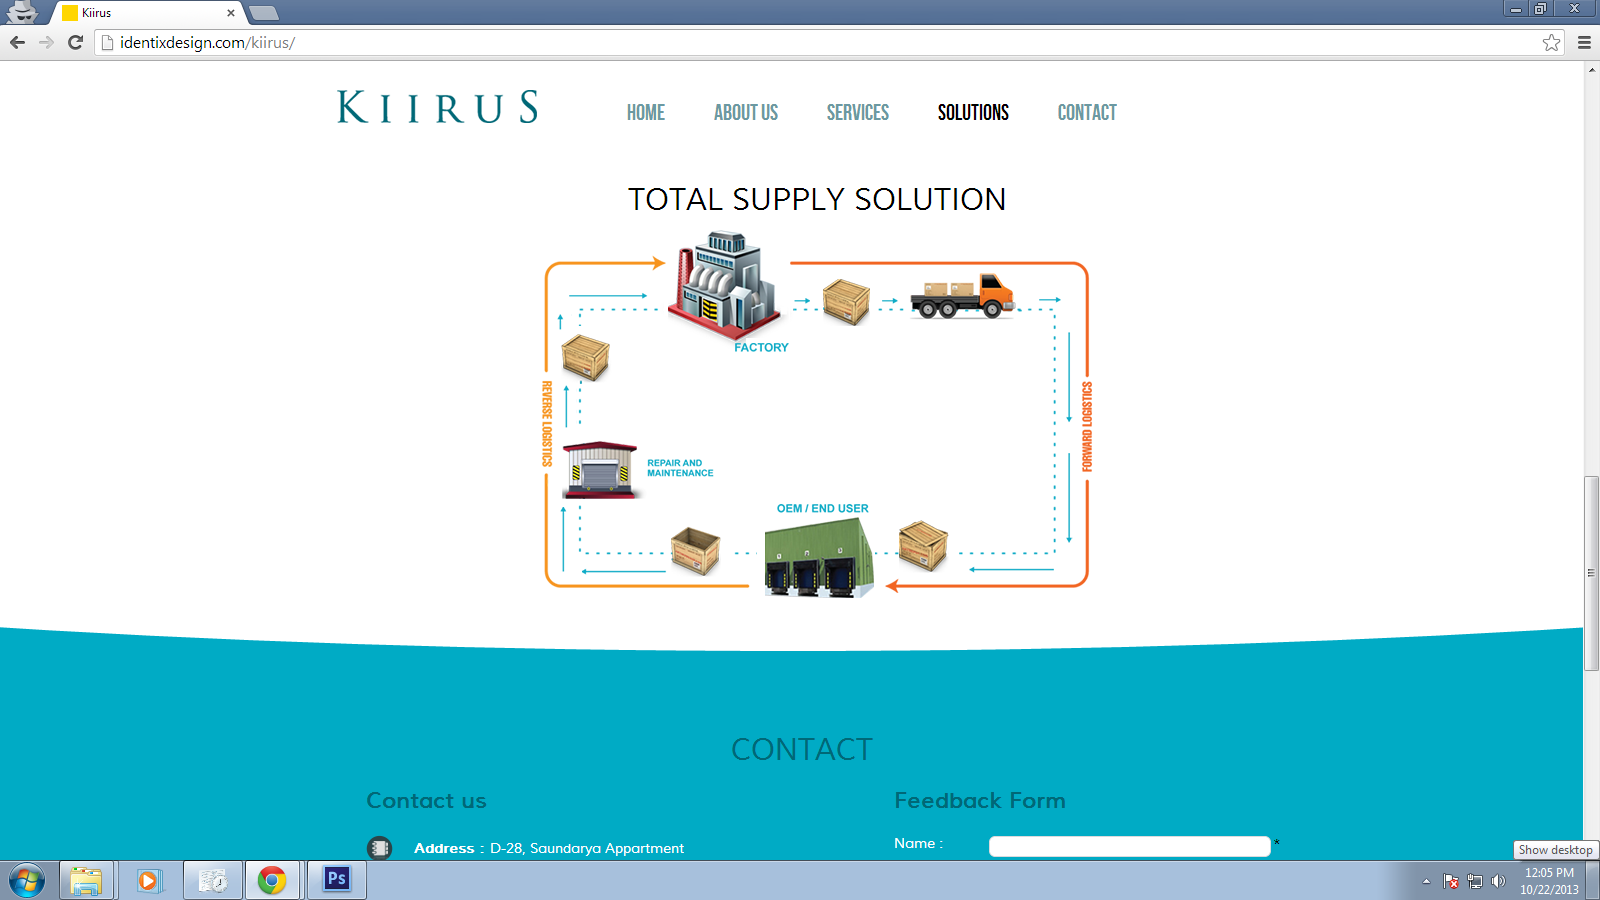 Kiirus
identixdesign.com/kiirus/
KIIRUS
HOME
ABOUT US
SERVICES
SOLUTIONS
CONTACT
TOTAL SUPPLY SOLUTION
FACTORY
REVERSE LOGISTICS
FORWARD LOGISTICS
REPAIR AND
MAINTENANCE
OEM / END USER
CONTACT
Contact us
Feedback Form
Address : D-28, Saundarya Appartment
Name :
*
Show desktop
Ps
12:05 PM
10/22/2013